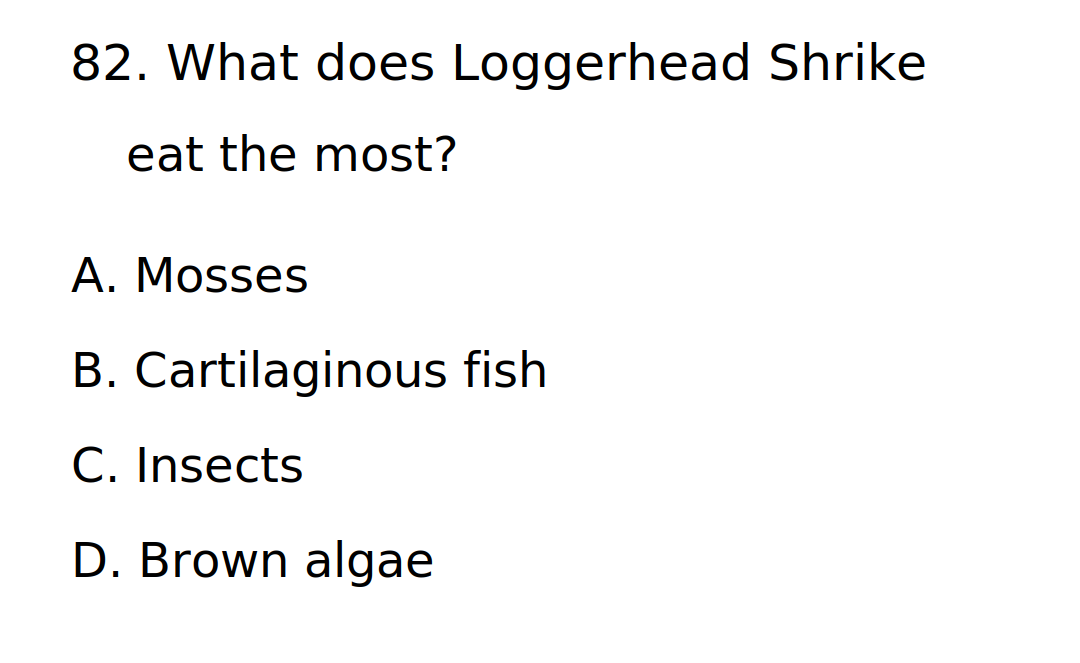 82. What does Loggerhead Shrike
eat the most?
A. Mosses
B. Cartilaginous fish
C. Insects
D. Brown algae